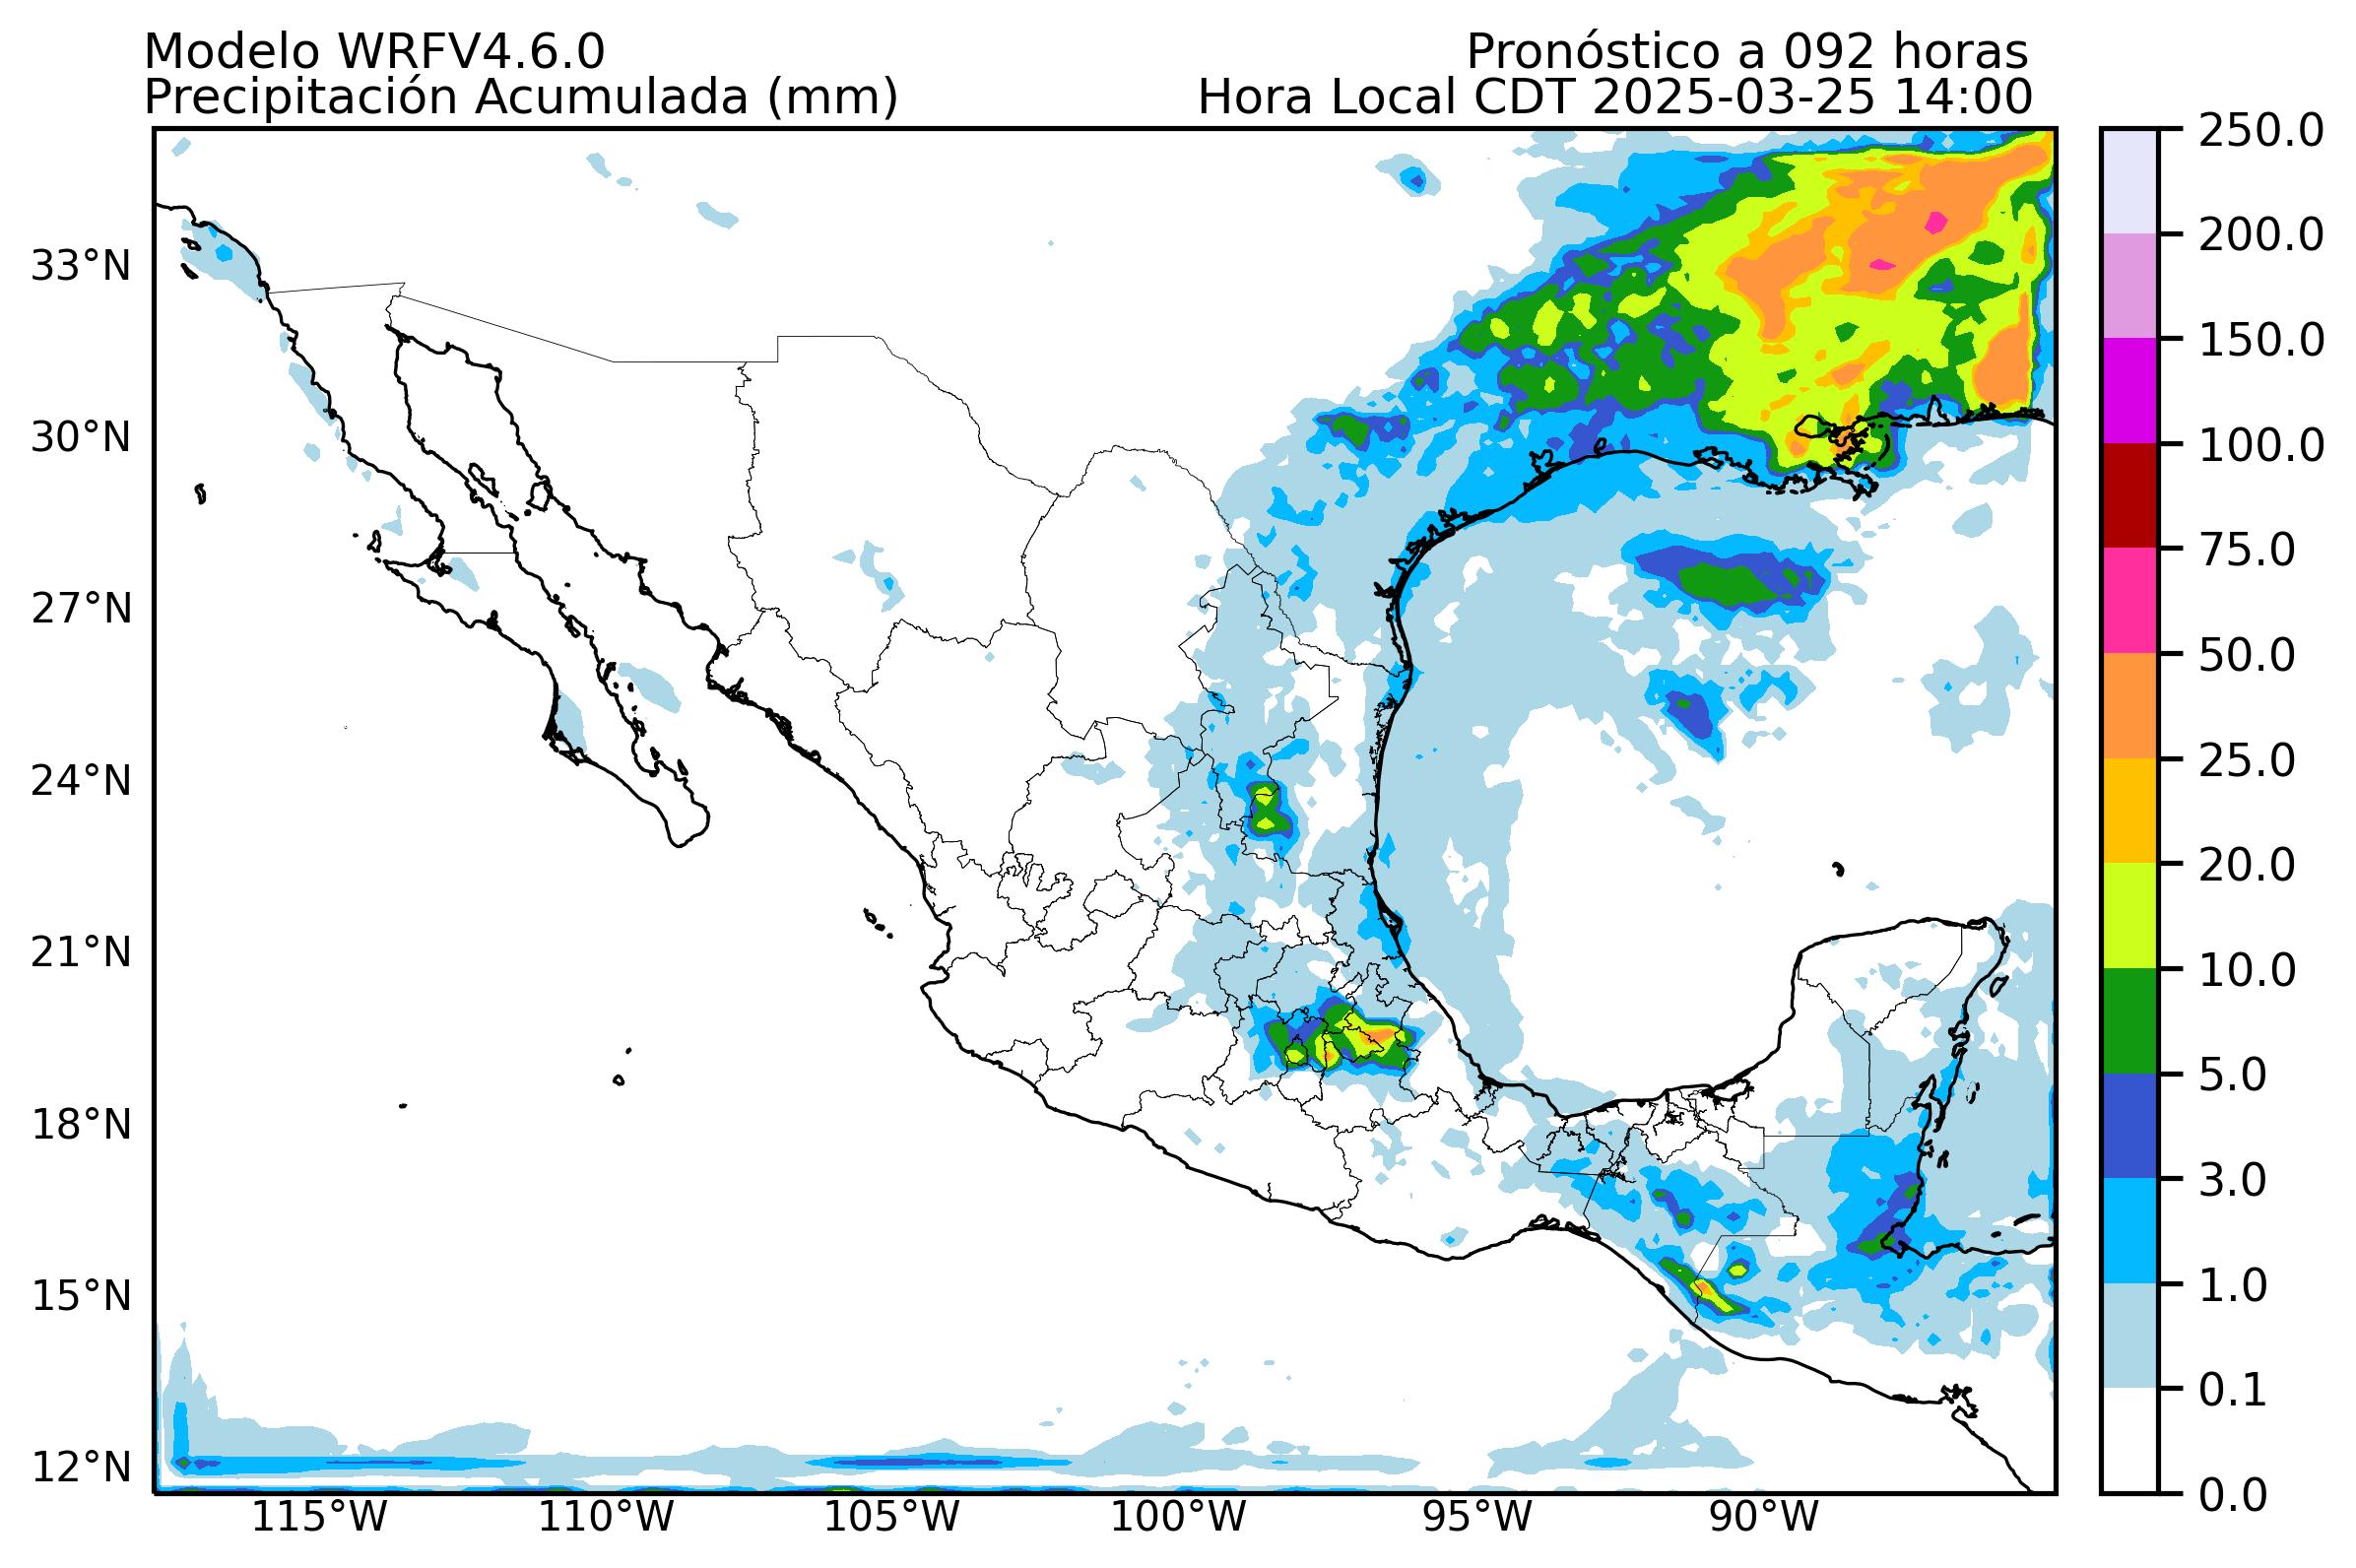 Modelo WRFV4.6.0
Pronóstico a 092 horas
Precipitación Acumulada (mm)
Hora Local CDT 2025-03-25 14:00
250.0
200.0
150.0
100.0
75.0
50.0
25.0
20.0
10.0
5.0
3.0
1.0
0.1
0.0
33°N
30°N
27°N
24°N
21°N
18°N
15°N
12°N
115°W
110°W
105°W
100°W
95°W
90°W